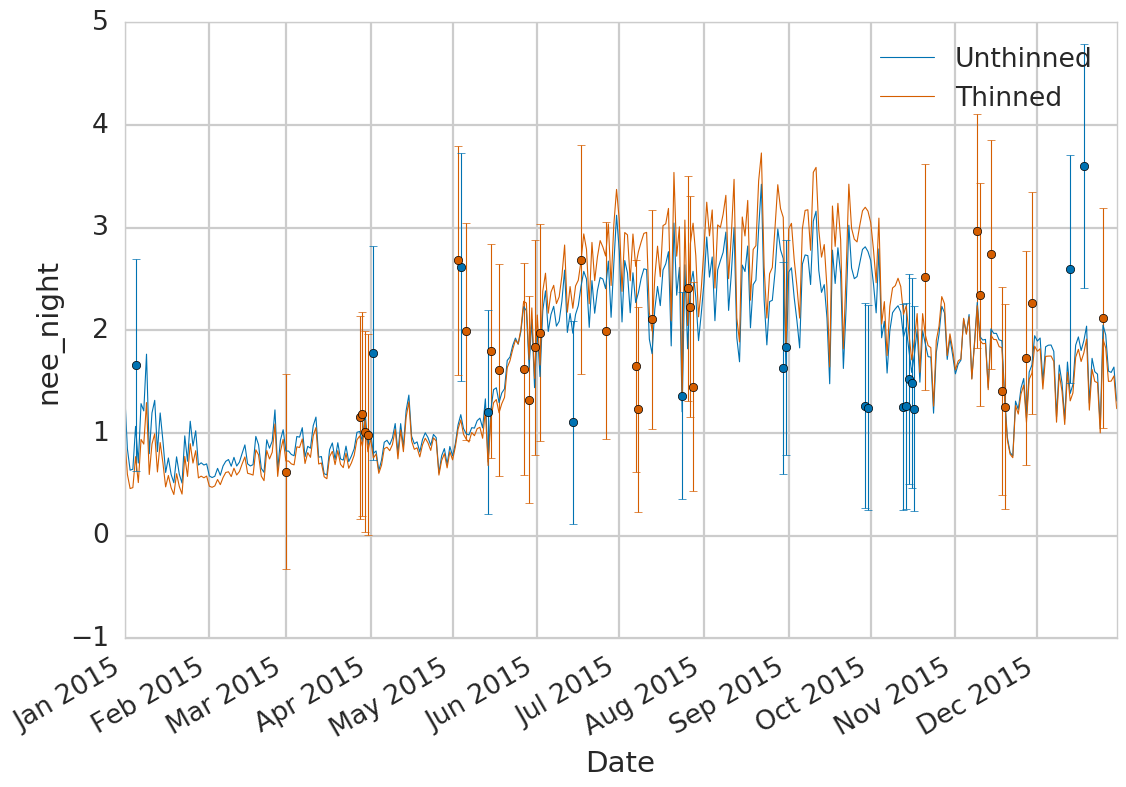 5
4
3
2
1
0
−1
nee_night
Unthinned
Thinned
Jan 2015
Feb 2015
Mar 2015
Apr 2015
May 2015
Jun 2015
Jul 2015
Aug 2015
Sep 2015
Oct 2015
Nov 2015
Dec 2015
Date